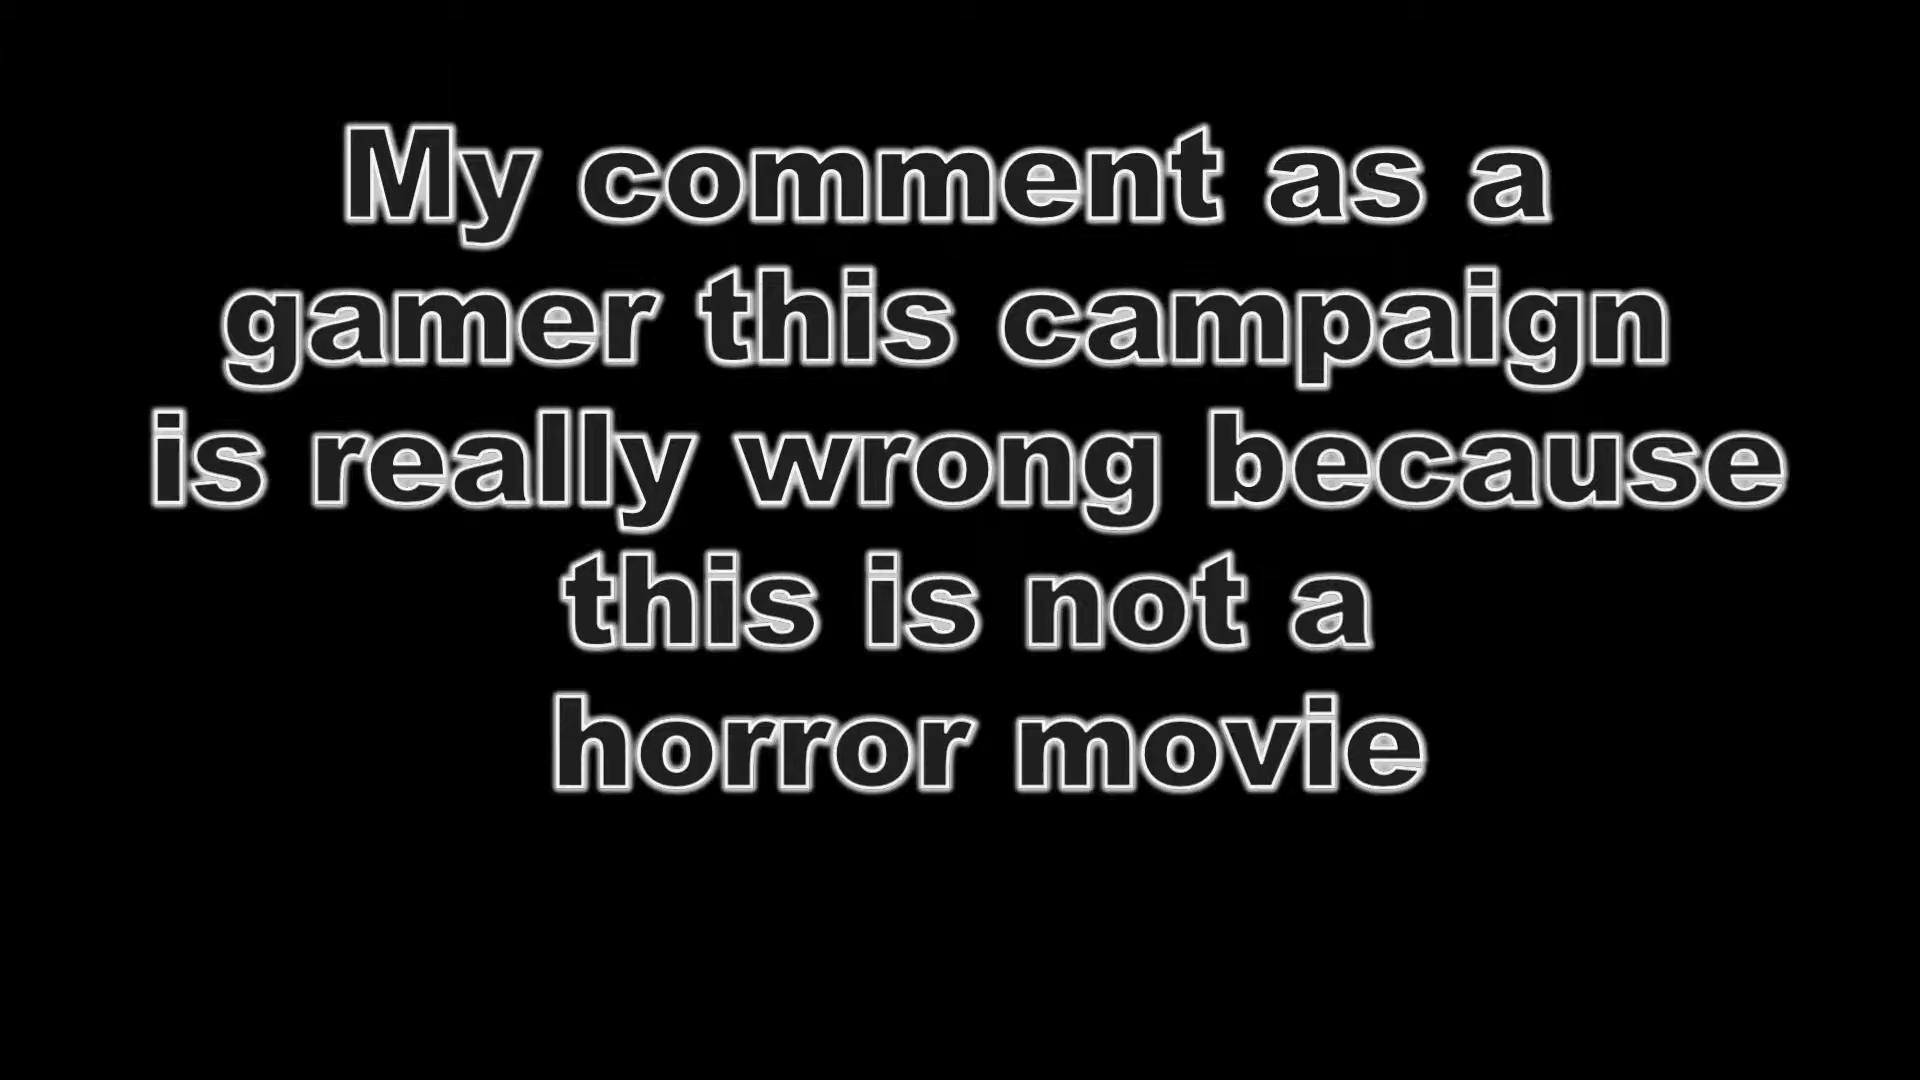 My comment as a
gamer this campaign
is really wrong because
this is not a
horror movie